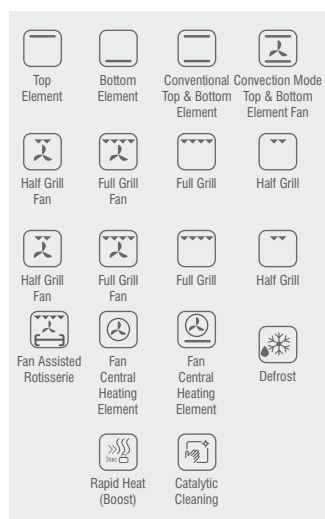 Top
Element
Bottom
Element
Conventional
Top & Bottom
Element
Convection Mode
Top & Bottom
Element Fan
Half Grill
Fan
Full Grill
Fan
Full Grill
Half Grill
Half Grill
Fan
Full Grill
Fan
Full Grill
Half Grill
Fan Assisted
Rotisserie
Fan
Central
Heating
Element
Fan
Central
Heating
Element
Defrost
3sec
Rapid Heat
(Boost)
Catalytic
Cleaning